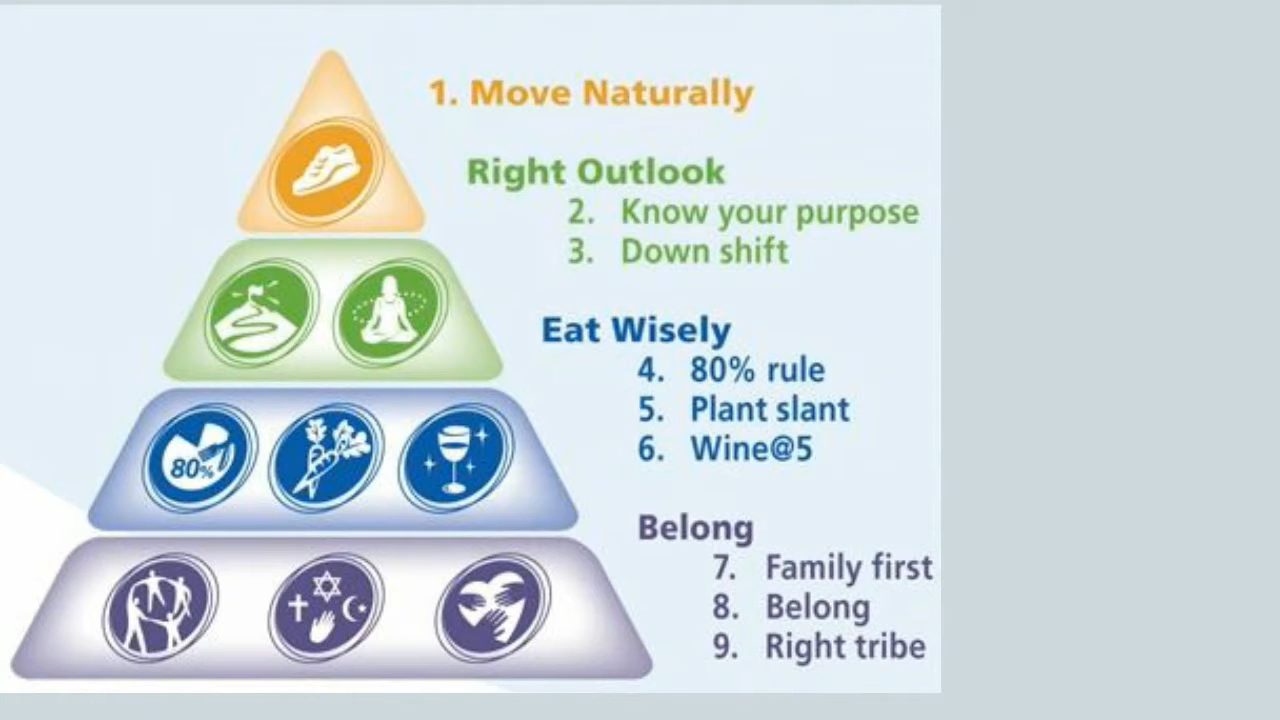 1. Move Naturally
Right Outlook
2. Know your purpose
3. Down shift
Eat Wisely
4. 80% rule
5. Plant slant
6. Wine@5
80%
Belong
7. Family first
8. Belong
9. Right tribe